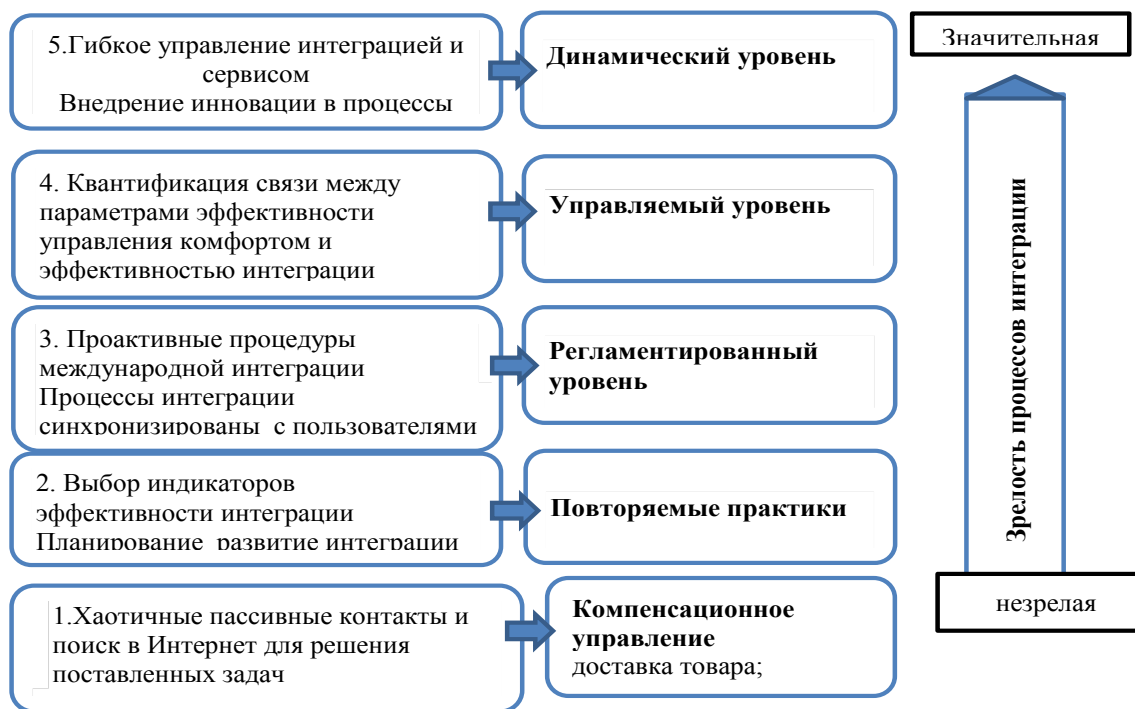 5.Гибкое управление интеграцией и
сервисом
Внедрение инновации в процессы
Динамический уровень
Значительная
4. Квантификация связи между
параметрами эффективности
управления комфортом и
эффективностью интеграции
Управляемый уровень
3. Проактивные процедуры
международной интеграции
Процессы интеграции
синхронизированы с пользователями
Регламентированный
уровень
2. Выбор индикаторов
эффективности интеграции
Планирование развитие интеграции
Повторяемые практики
1.Хаотичные пассивные контакты и
поиск в Интернет для решения
поставленных задач
Компенсационное
управление
доставка товара;
Зрелость процессов интеграции
незрелая